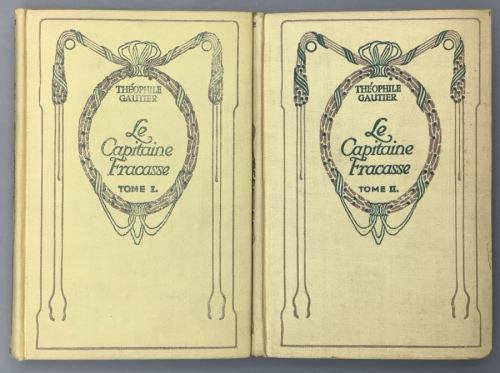 THÉOPHILE
GAUTIER
Le
Capitaine
Fracasse
TOME I.
THÉOPHILE
GAUTIER
Le
Capitaine
Fracasse
TOME II.